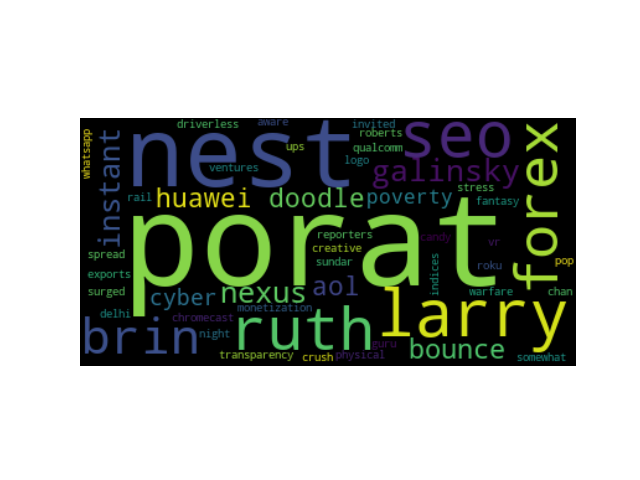 driverless
aware
invited
whatsapp
instant
nest
ups
roberts
seo
forex
qualcomm
logo
ventures
galinsky
rail
huawei
doodle
poverty
stress
fantasy
porat
reporters
creative
sundar
candy
vr
spread
exports
surged
roku
pop
indices
cyber
nexus
aol
larry
warfare
chan
delhi
chromecast
monetization
brin
night
ruth
guru
bounce
transparency
crush
physical
somewhat